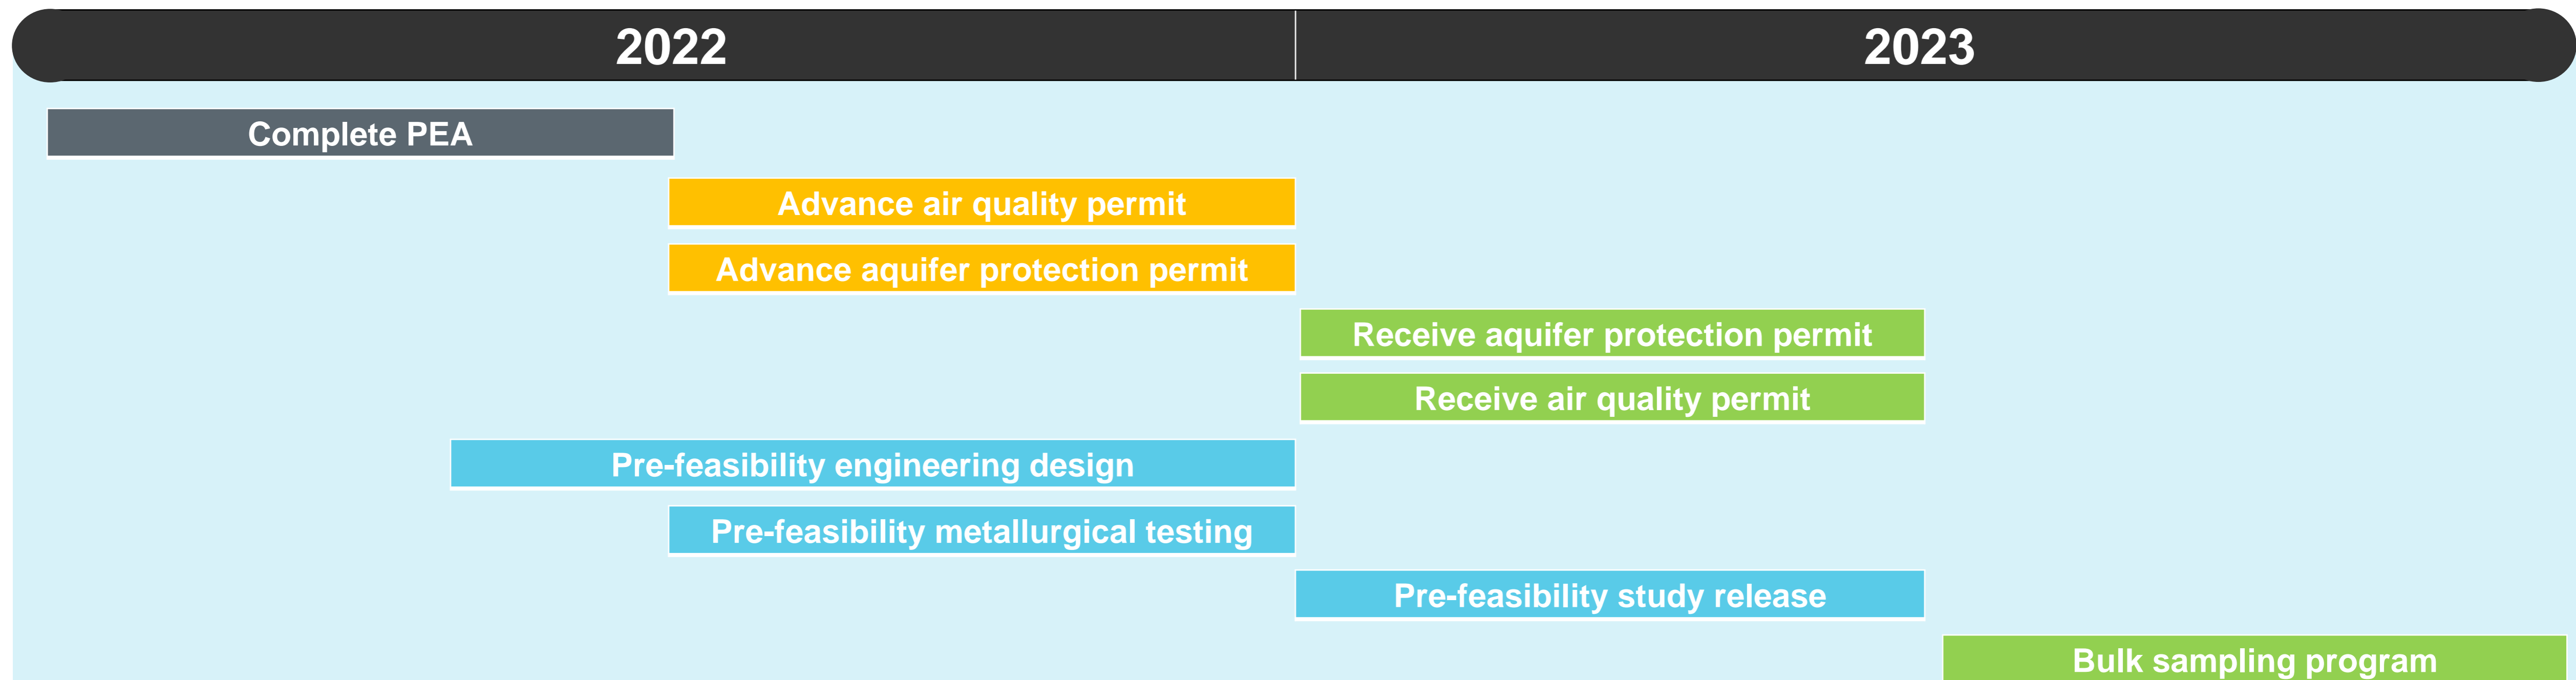 2022
2023
Complete PEA
Advance air quality permit
Advance aquifer protection permit
Receive aquifer protection permit
Receive air quality permit
Pre-feasibility engineering design
Pre-feasibility metallurgical testing
Pre-feasibility study release
Bulk sampling program